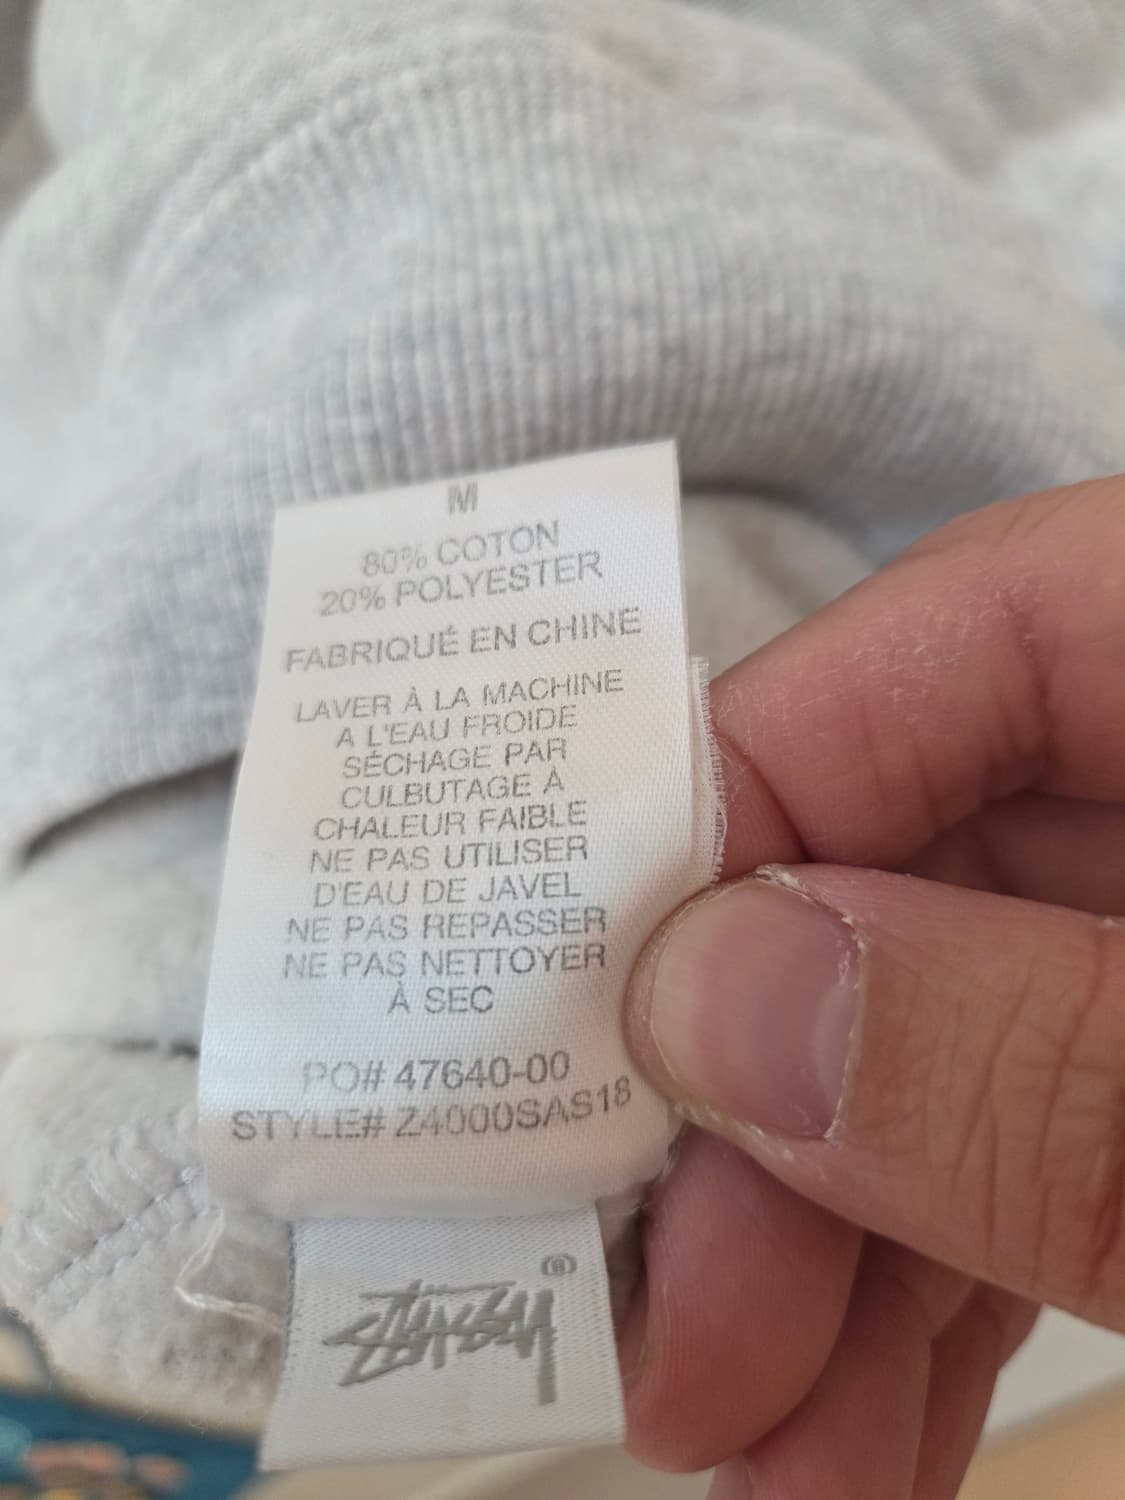 M
80% COTON
20% POLYESTER
FABRIQUÉ EN CHINE
LAVER À LA MACHINE
A L'EAU FROIDE
SÉCHAGE PAR
CULBUTAGE À
CHALEUR FAIBLE
NE PAS UTILISER
D'EAU DE JAVEL
NE PAS REPASSER
NE PAS NETTOYER
À SEC
PO# 47640-00
STYLE# Z4000SAS18
STÜSSY ®